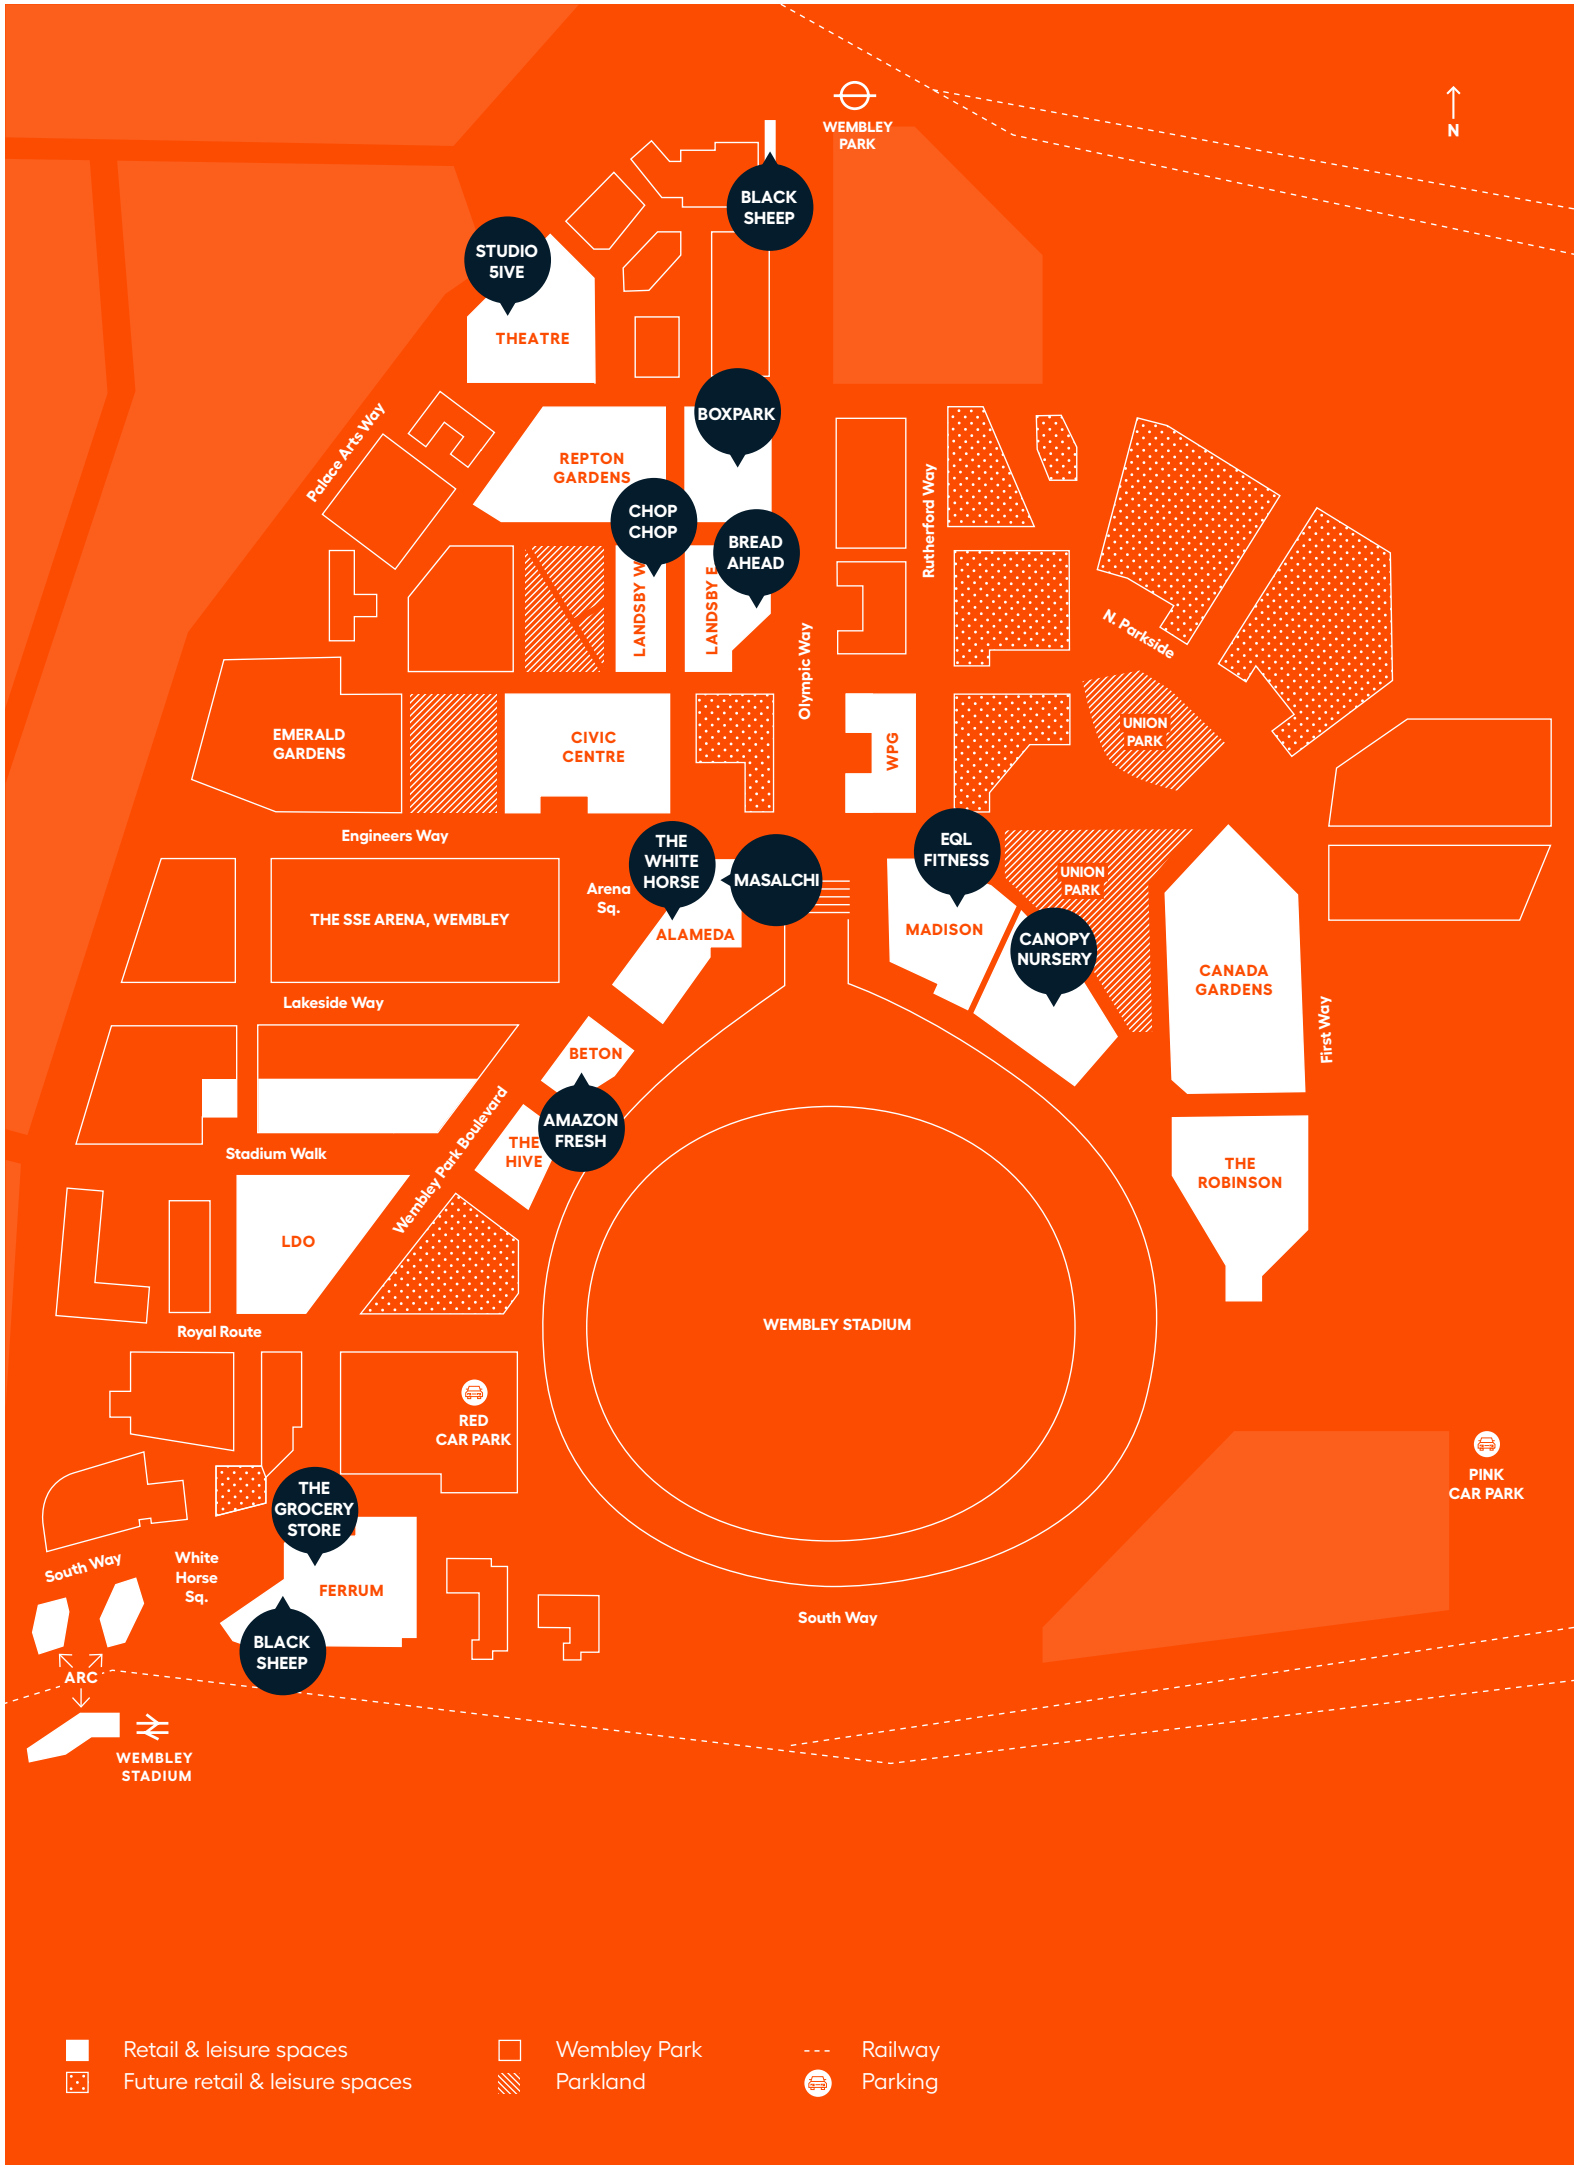 WEMBLEY
PARK
N
BLACK
SHEEP
STUDIO
5IVE
THEATRE
BOXPARK
Palace Arts Way
REPTON
GARDENS
CHOP
CHOP
Rutherford Way
BREAD
AHEAD
LANDSBY W
LANDSBY E
N. Parkside
Olympic Way
EMERALD
GARDENS
CIVIC
CENTRE
WPG
UNION
PARK
Engineers Way
THE
WHITE
HORSE
MASALCHI
EQL
FITNESS
UNION
PARK
Arena
Sq.
THE SSE ARENA, WEMBLEY
ALAMEDA
MADISON
CANOPY
NURSERY
CANADA
GARDENS
Lakeside Way
First Way
BETON
AMAZON
FRESH
Wembley Park Boulevard
THE
HIVE
Stadium Walk
THE
ROBINSON
LDO
WEMBLEY STADIUM
Royal Route
RED
CAR PARK
PINK
CAR PARK
THE
GROCERY
STORE
South Way
White
Horse
Sq.
FERRUM
South Way
BLACK
SHEEP
ARC
WEMBLEY
STADIUM
Retail & leisure spaces
Future retail & leisure spaces
Wembley Park
Parkland
Railway
Parking